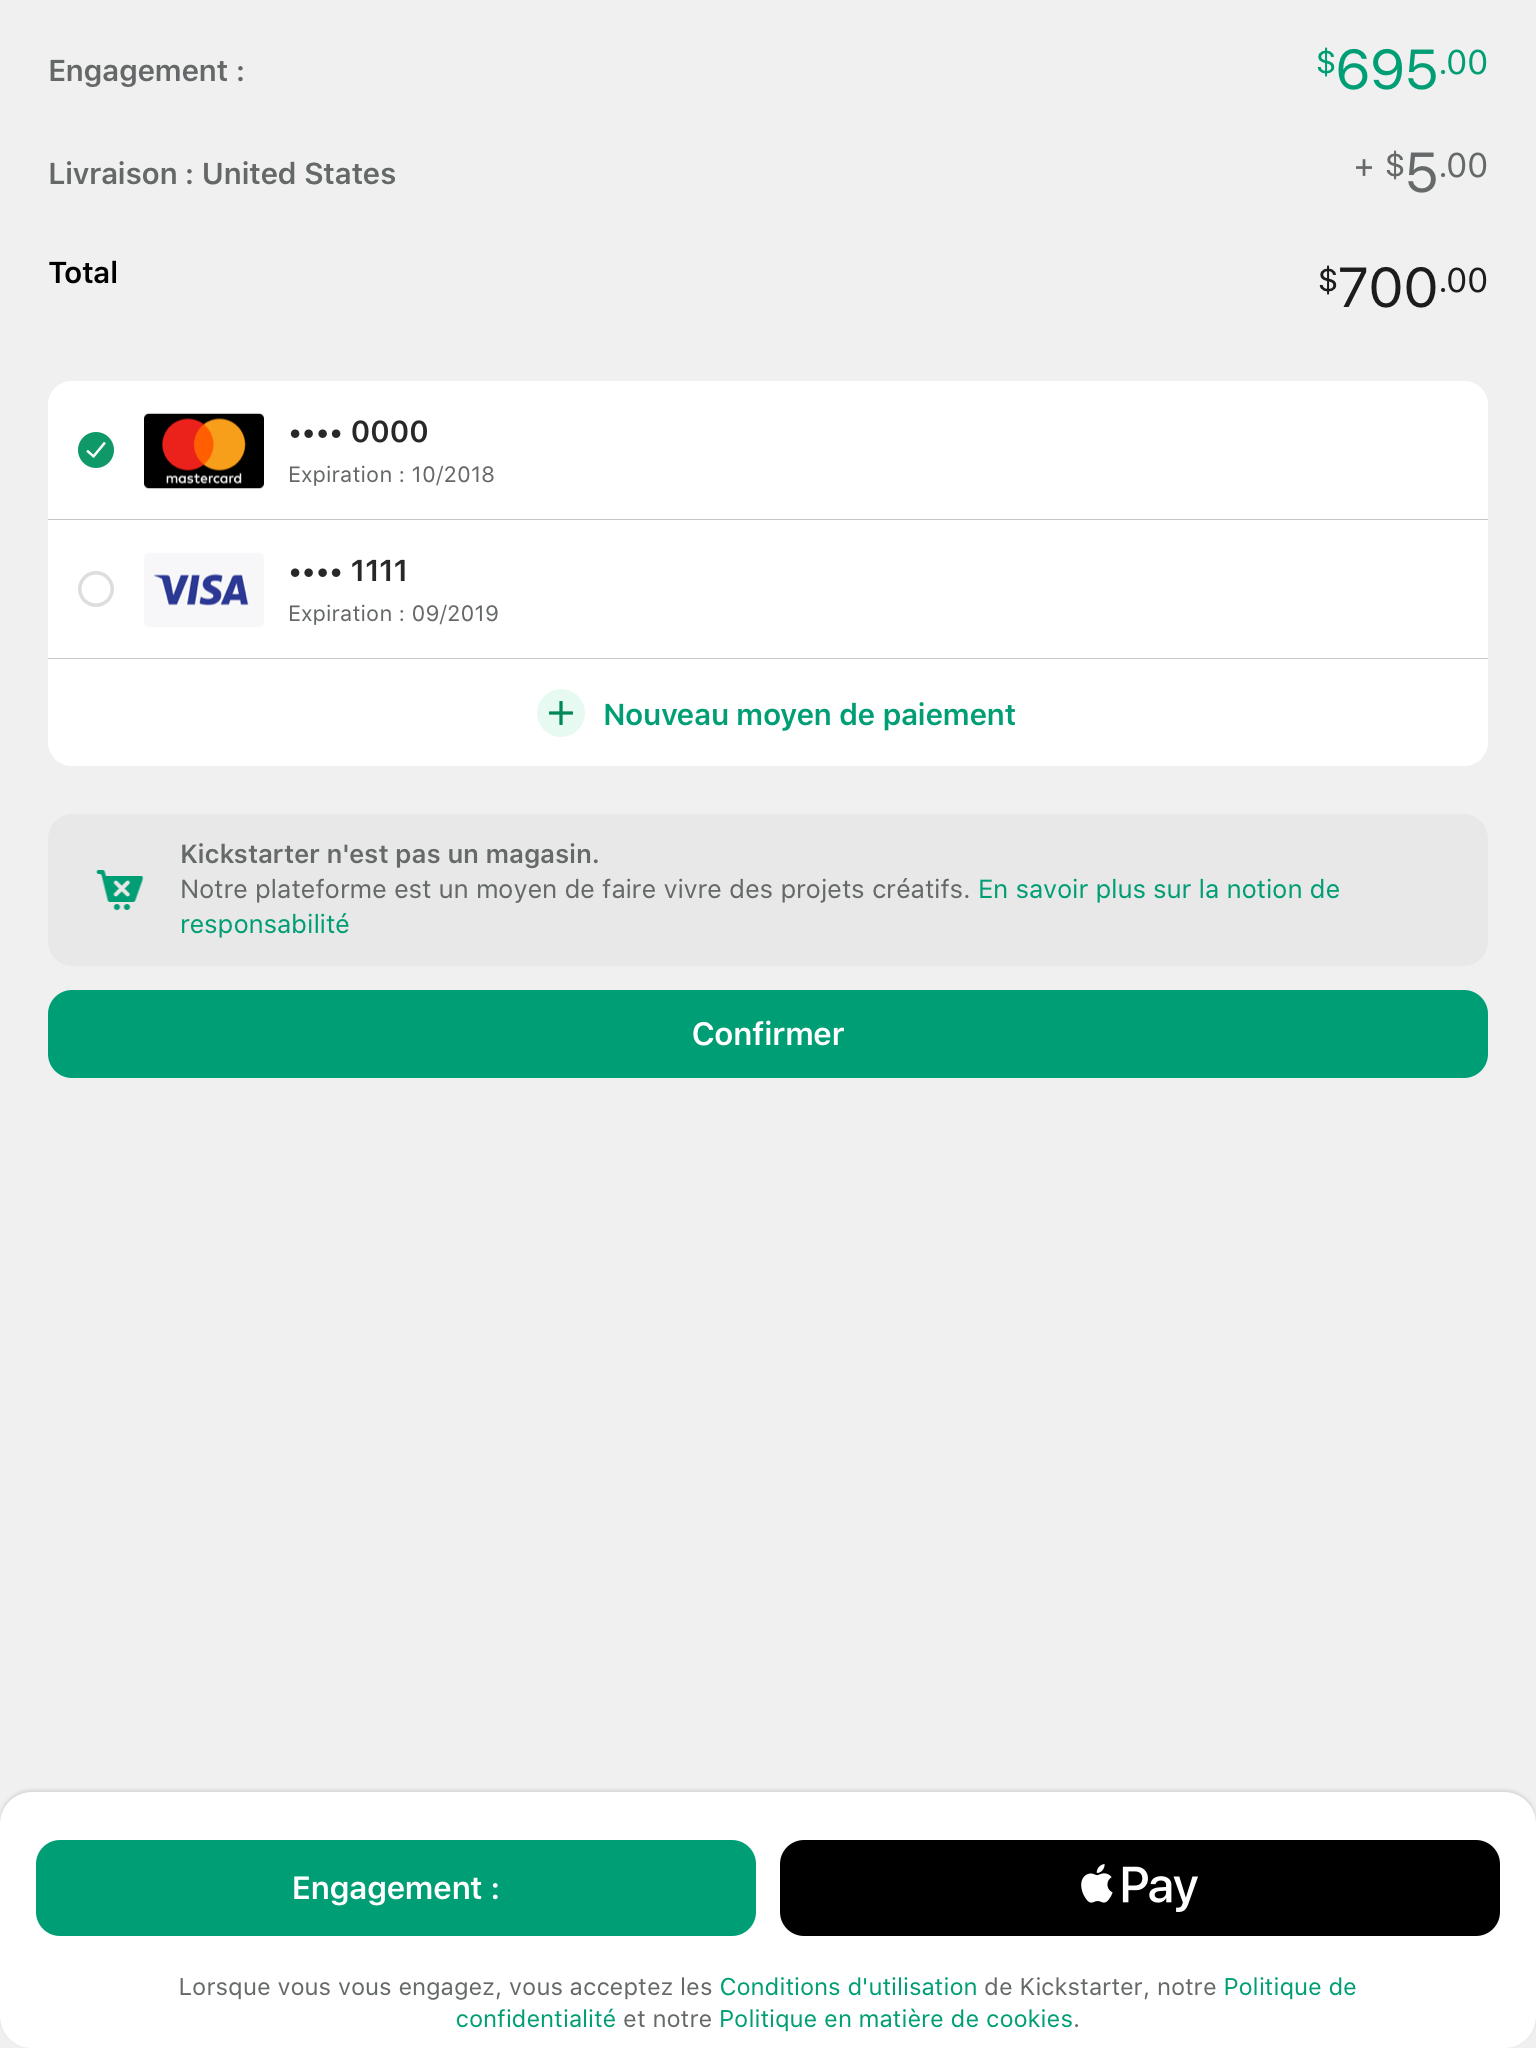 Engagement :
$695.00
Livraison : United States
+ $5.00
Total
$700.00
mastercard
•••• 0000
Expiration : 10/2018
VISA
•••• 1111
Expiration : 09/2019
Nouveau moyen de paiement
Kickstarter n'est pas un magasin.
Notre plateforme est un moyen de faire vivre des projets créatifs. En savoir plus sur la notion de
responsabilité
Confirmer
Engagement :
Pay
Lorsque vous vous engagez, vous acceptez les Conditions d'utilisation de Kickstarter, notre Politique de
confidentialité et notre Politique en matière de cookies.